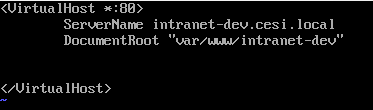 <VirtualHost *:80>
ServerName intranet-dev.cesi.local
DocumentRoot "var/www/intranet-dev"
</VirtualHost>
~